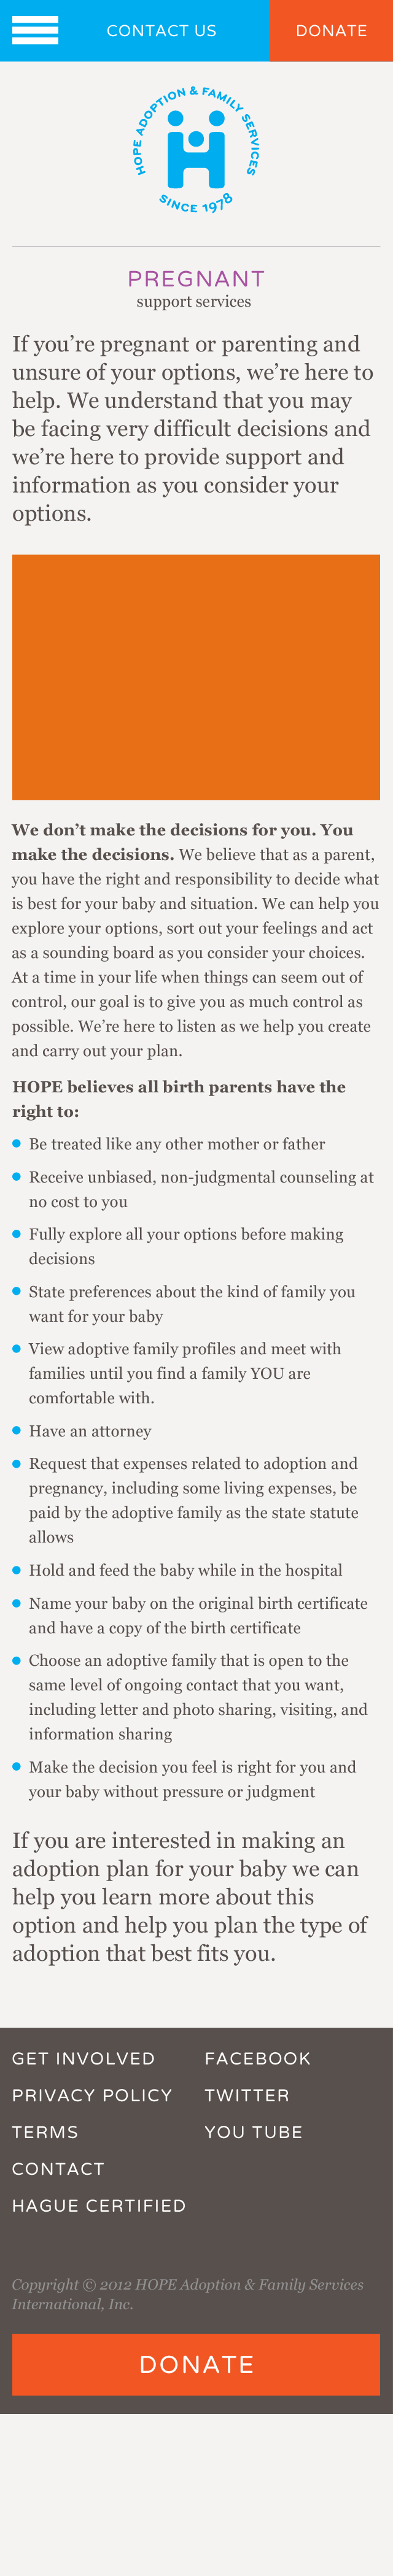 CONTACT US
DONATE
HOPE ADOPTION & FAMILY SERVICES
SINCE 1978
PREGNANT
support services
If you’re pregnant or parenting and
unsure of your options, we’re here to
help. We understand that you may
be facing very difficult decisions and
we’re here to provide support and
information as you consider your
options.
We don’t make the decisions for you. You
make the decisions. We believe that as a parent,
you have the right and responsibility to decide what
is best for your baby and situation. We can help you
explore your options, sort out your feelings and act
as a sounding board as you consider your choices.
At a time in your life when things can seem out of
control, our goal is to give you as much control as
possible. We’re here to listen as we help you create
and carry out your plan.
HOPE believes all birth parents have the
right to:
Be treated like any other mother or father
Receive unbiased, non-judgmental counseling at
no cost to you
Fully explore all your options before making
decisions
State preferences about the kind of family you
want for your baby
View adoptive family profiles and meet with
families until you find a family YOU are
comfortable with.
Have an attorney
Request that expenses related to adoption and
pregnancy, including some living expenses, be
paid by the adoptive family as the state statute
allows
Hold and feed the baby while in the hospital
Name your baby on the original birth certificate
and have a copy of the birth certificate
Choose an adoptive family that is open to the
same level of ongoing contact that you want,
including letter and photo sharing, visiting, and
information sharing
Make the decision you feel is right for you and
your baby without pressure or judgment
If you are interested in making an
adoption plan for your baby we can
help you learn more about this
option and help you plan the type of
adoption that best fits you.
GET INVOLVED
PRIVACY POLICY
TERMS
CONTACT
HAGUE CERTIFIED
FACEBOOK
TWITTER
YOU TUBE
Copyright © 2012 HOPE Adoption & Family Services
International, Inc.
DONATE